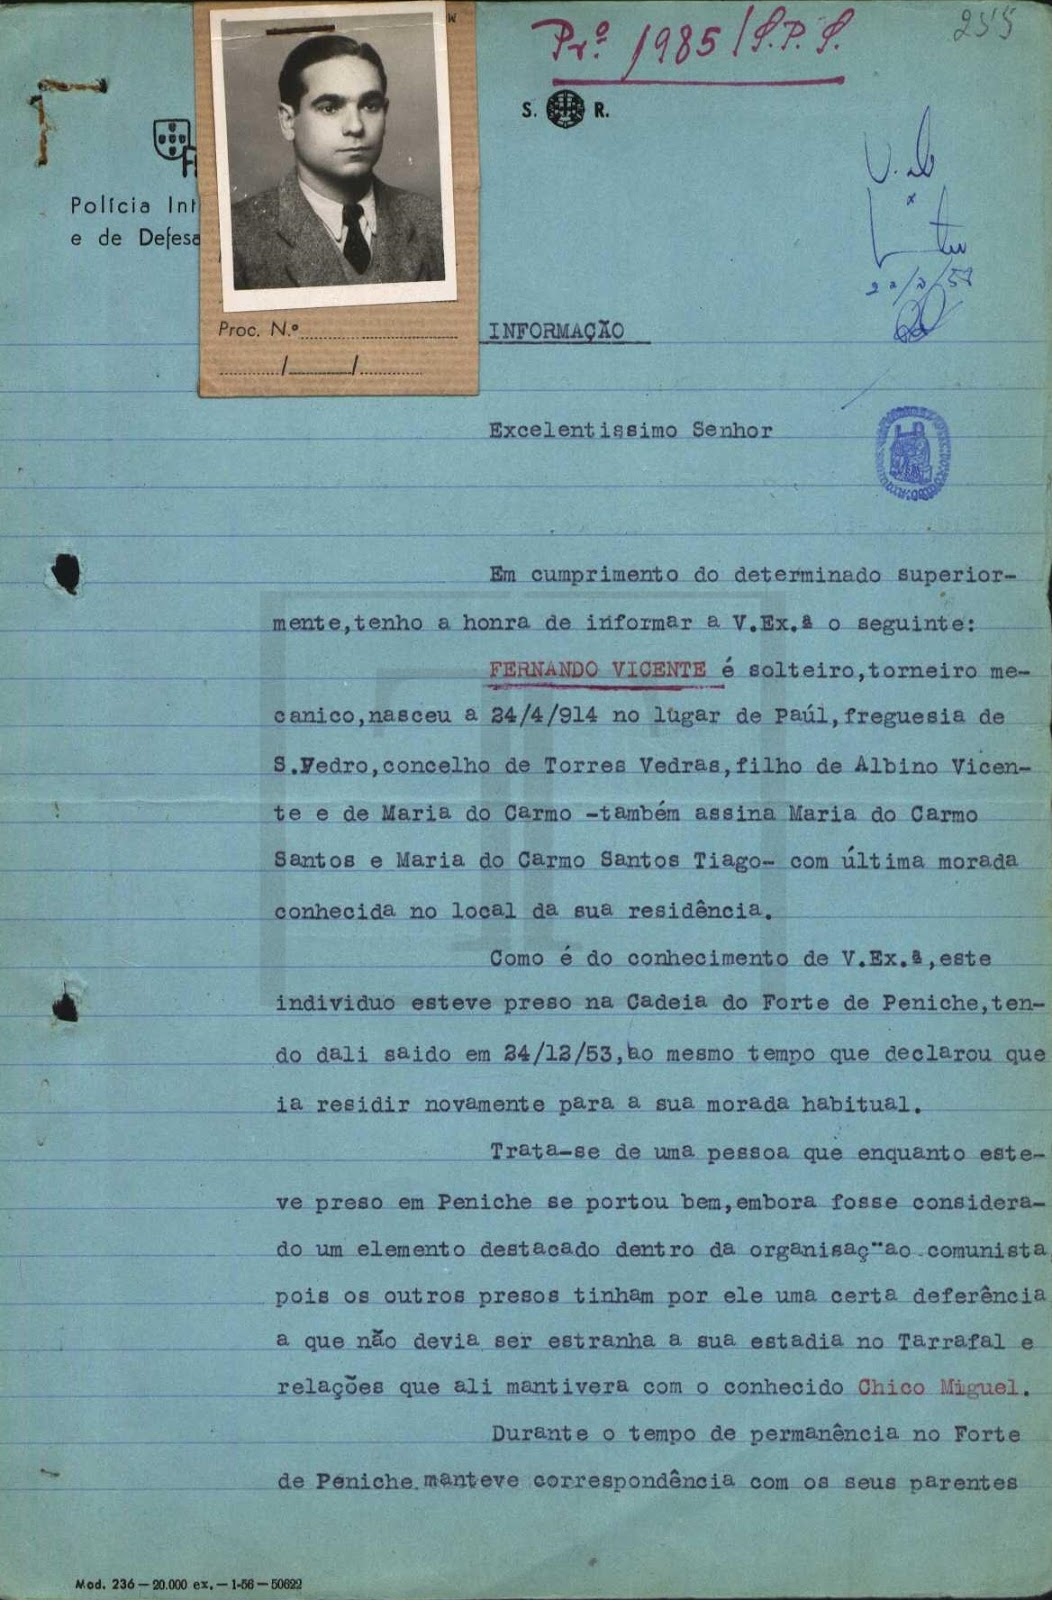 Prº. 1985/S.P.S.
255
S. R.
Polícia Int
e de Defesa
V. 
22/2/57
Proc. N.º
INFORMAÇÃO
Excelentissimo Senhor
Em cumprimento do determinado superior-
mente,tenho a honra de informar a V.Ex.ª o seguinte:
FERNANDO VICENTE é solteiro,torneiro me-
canico,nasceu a 24/4/914 no lugar de Paúl,freguesia de
S.Pedro,concelho de Torres Vedras,filho de Albino Vicen-
te e de Maria do Carmo -também assina Maria do Carmo
Santos e Maria do Carmo Santos Tiago- com última morada
conhecida no local da sua residência.
Como é do conhecimento de V.Ex.ª,este
individuo esteve preso na Cadeia do Forte de Peniche,ten-
do dali saido em 24/12/53,ao mesmo tempo que declarou que
ia residir novamente para a sua morada habitual.
Trata-se de uma pessoa que enquanto este-
ve preso em Peniche se portou bem,embora fosse considera-
do um elemento destacado dentro da organisaç¨ao comunista
pois os outros presos tinham por ele uma certa deferência
a que não devia ser estranha a sua estadia no Tarrafal e
relações que ali mantivera com o conhecido Chico Miguel.
Durante o tempo de permanência no Forte
de Peniche manteve correspondência com os seus parentes
Mod. 236 — 20.000 ex. — 1-56 — 50622